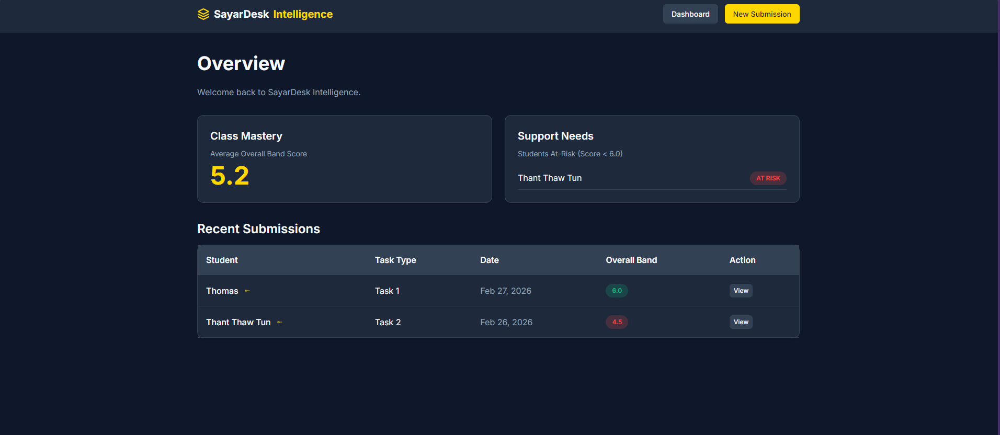 SayarDesk Intelligence
Dashboard
New Submission
Overview
Welcome back to SayarDesk Intelligence.
Class Mastery
Average Overall Band Score
5.2
Support Needs
Students At-Risk (Score < 6.0)
Thant Thaw Tun AT RISK
Recent Submissions
Student Task Type Date Overall Band Action
Thomas Task 1 Feb 27, 2026 6.0 View
Thant Thaw Tun Task 2 Feb 26, 2026 4.5 View